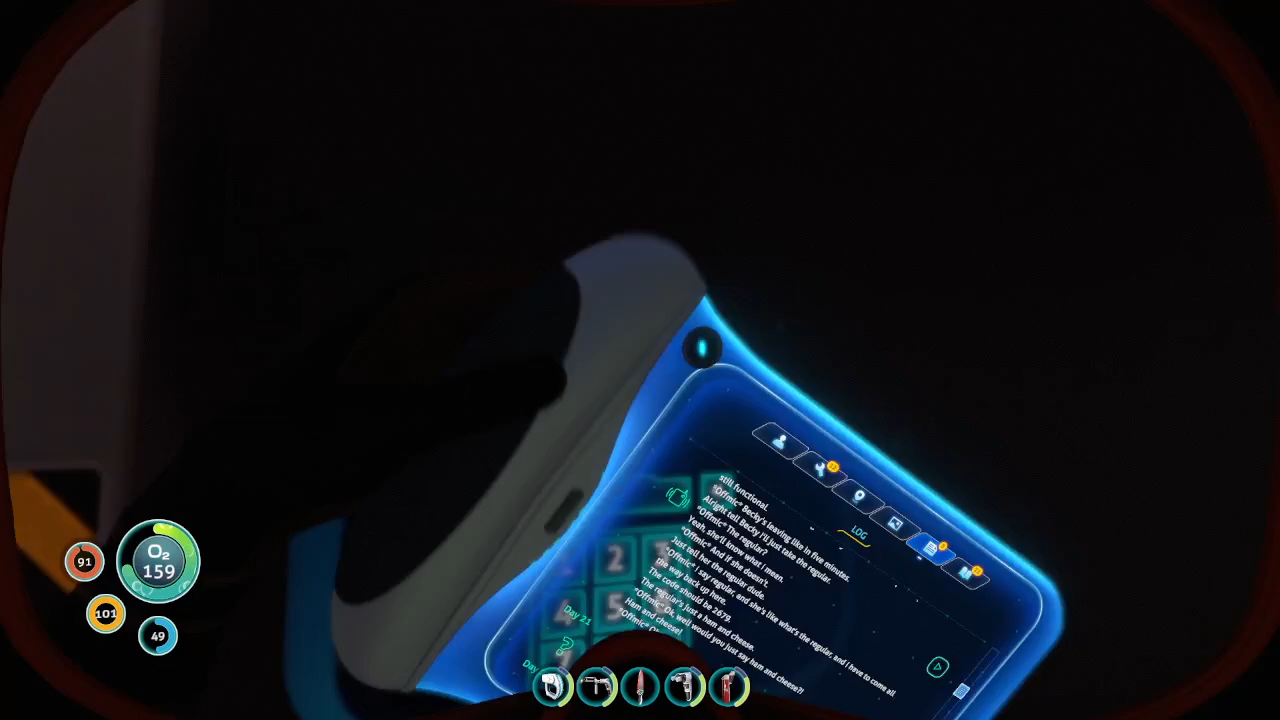 LOG
still functional.
*Offmic* Becky's leaving like in five minutes.
Alright tell Becky I'll just take the regular.
*Offmic* The regular?
Yeah, she'll know what I mean.
*Offmic* And if she doesn't.
Just tell her the regular dude.
*Offmic* I say regular, and she's like what's the regular, and I have to come all
the way back up here.
The code should be 2679.
The regular's just a ham and cheese.
*Offmic* Ok, well would you just say ham and cheese?!
Ham and cheese!
2
5
Day 21
91
O₂
159
101
49